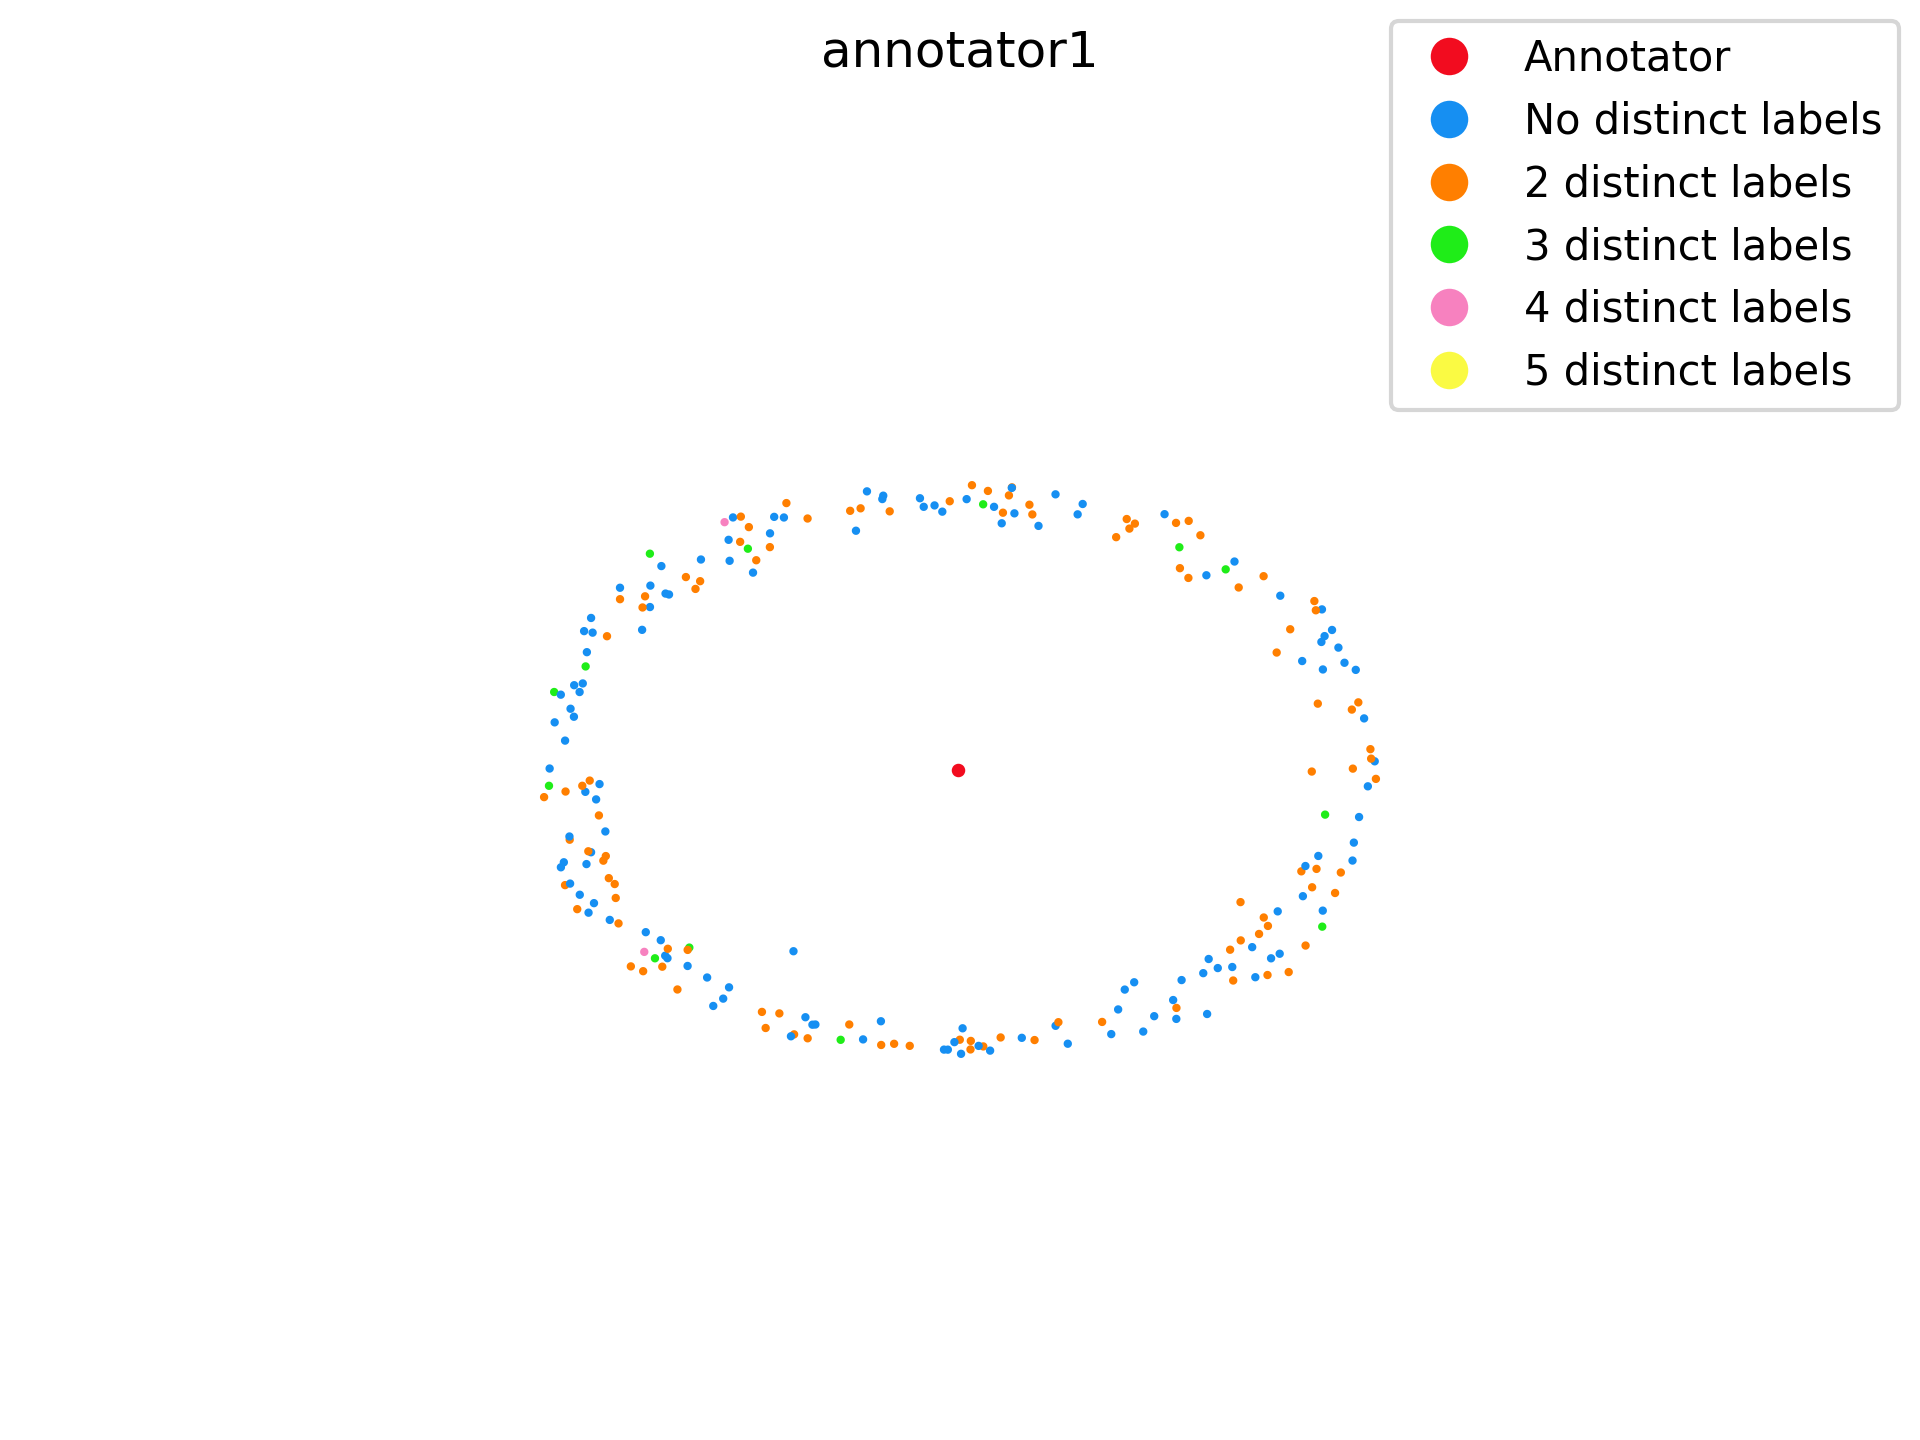 annotator1
Annotator
No distinct labels
2 distinct labels
3 distinct labels
4 distinct labels
5 distinct labels